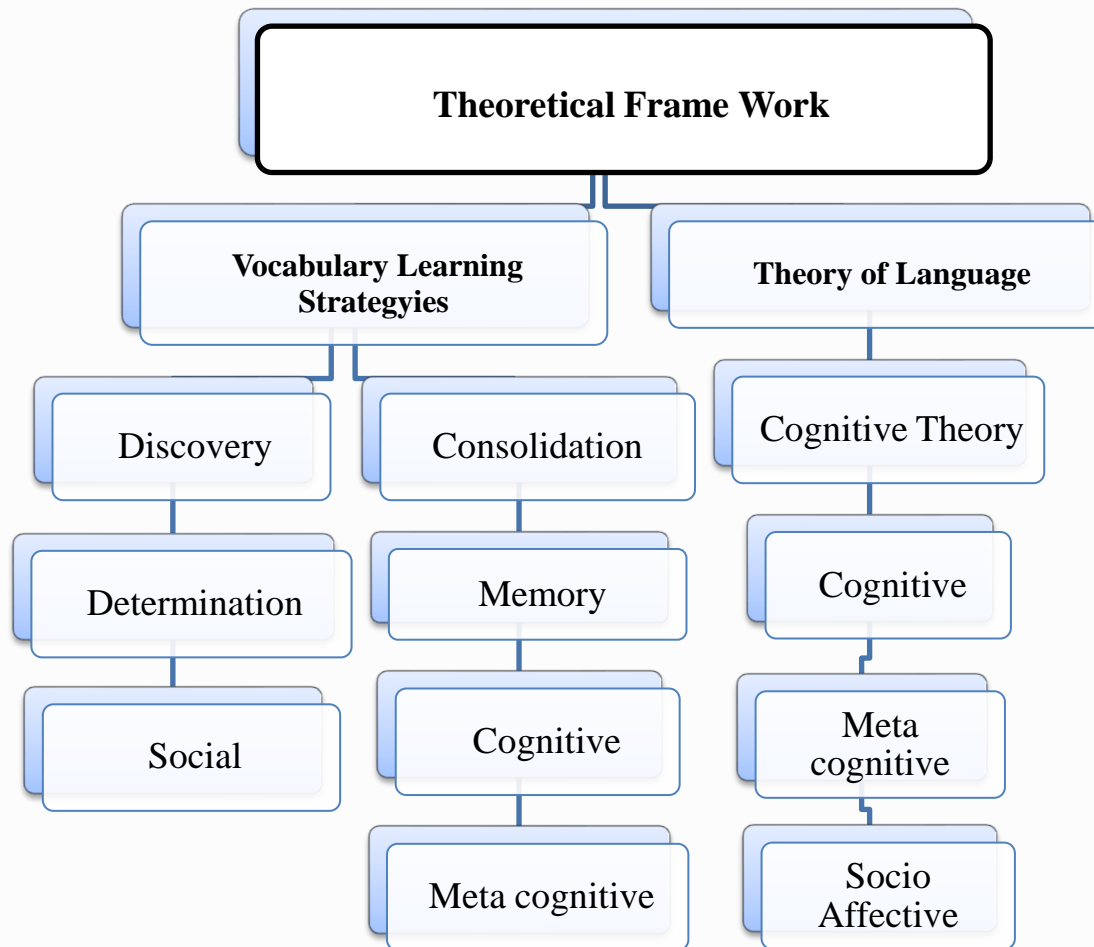 Theoretical Frame Work
Vocabulary Learning
Strategyies
Theory of Language
Discovery
Consolidation
Cognitive Theory
Determination
Memory
Cognitive
Social
Cognitive
Meta
cognitive
Meta cognitive
Socio
Affective